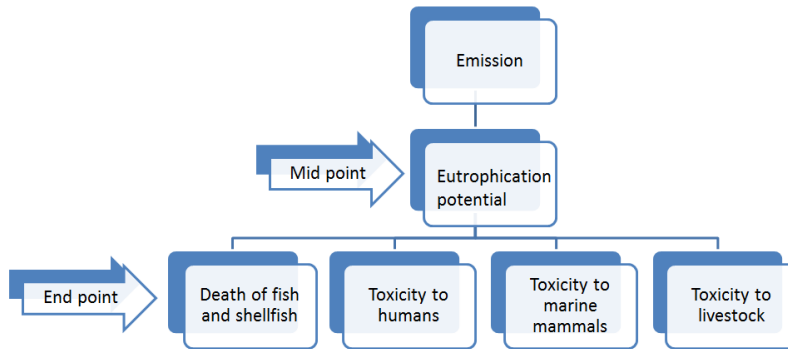 Emission
Mid point
Eutrophication
potential
End point
Death of fish
and shellfish
Toxicity to
humans
Toxicity to
marine
mammals
Toxicity to
livestock